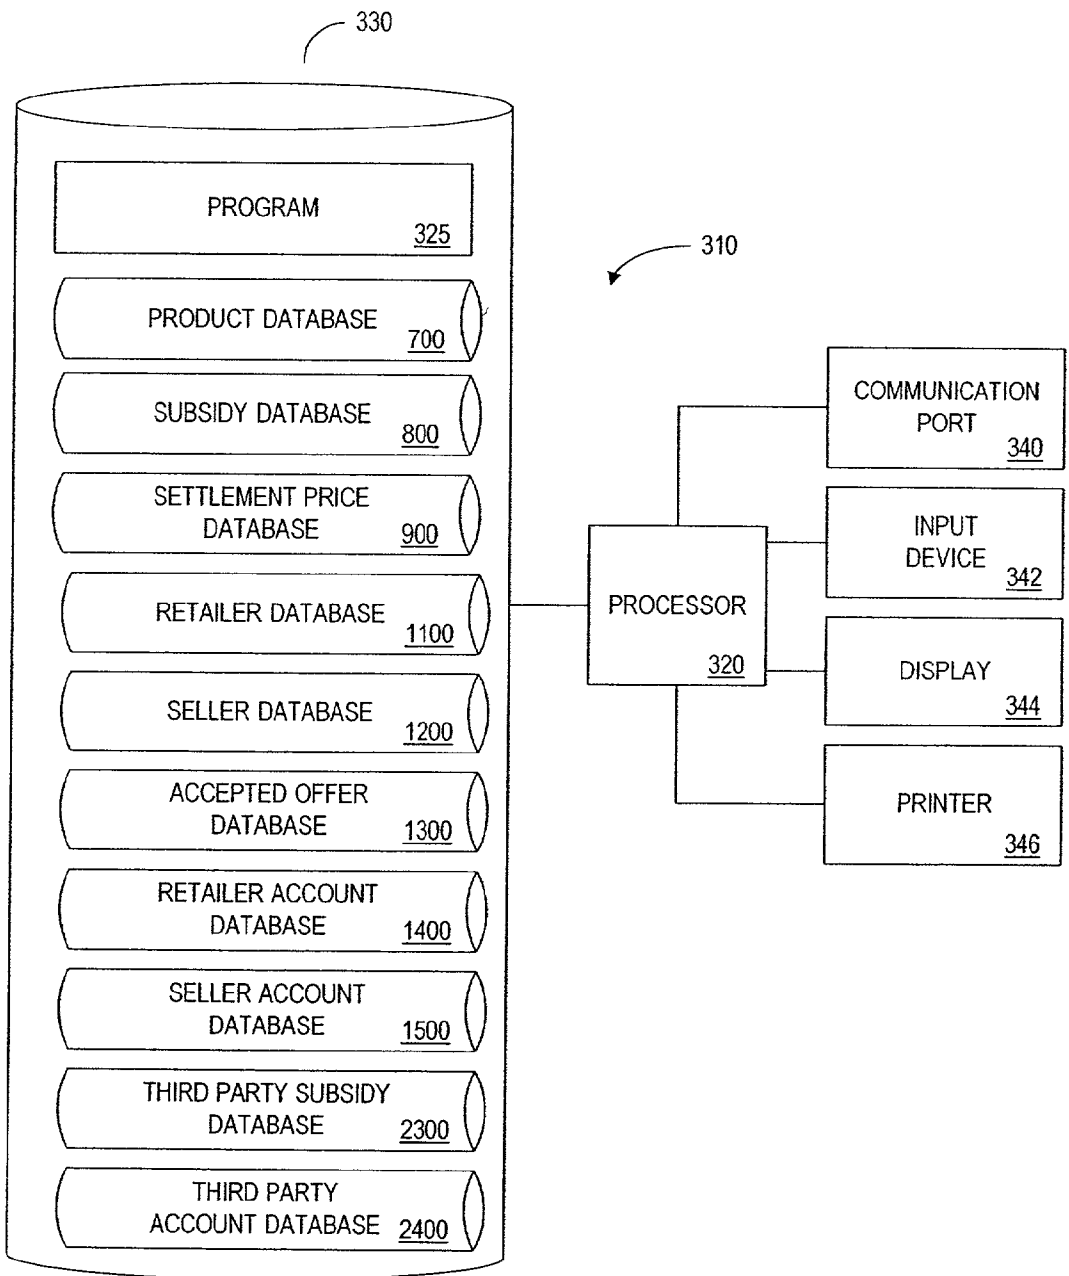 330
PROGRAM
325
310
PRODUCT DATABASE
700
SUBSIDY DATABASE
800
SETTLEMENT PRICE
DATABASE
900
RETAILER DATABASE
1100
SELLER DATABASE
1200
ACCEPTED OFFER
DATABASE
1300
RETAILER ACCOUNT
DATABASE
1400
SELLER ACCOUNT
DATABASE
1500
THIRD PARTY SUBSIDY
DATABASE
2300
THIRD PARTY
ACCOUNT DATABASE
2400
PROCESSOR
320
COMMUNICATION
PORT
340
INPUT
DEVICE
342
DISPLAY
344
PRINTER
346